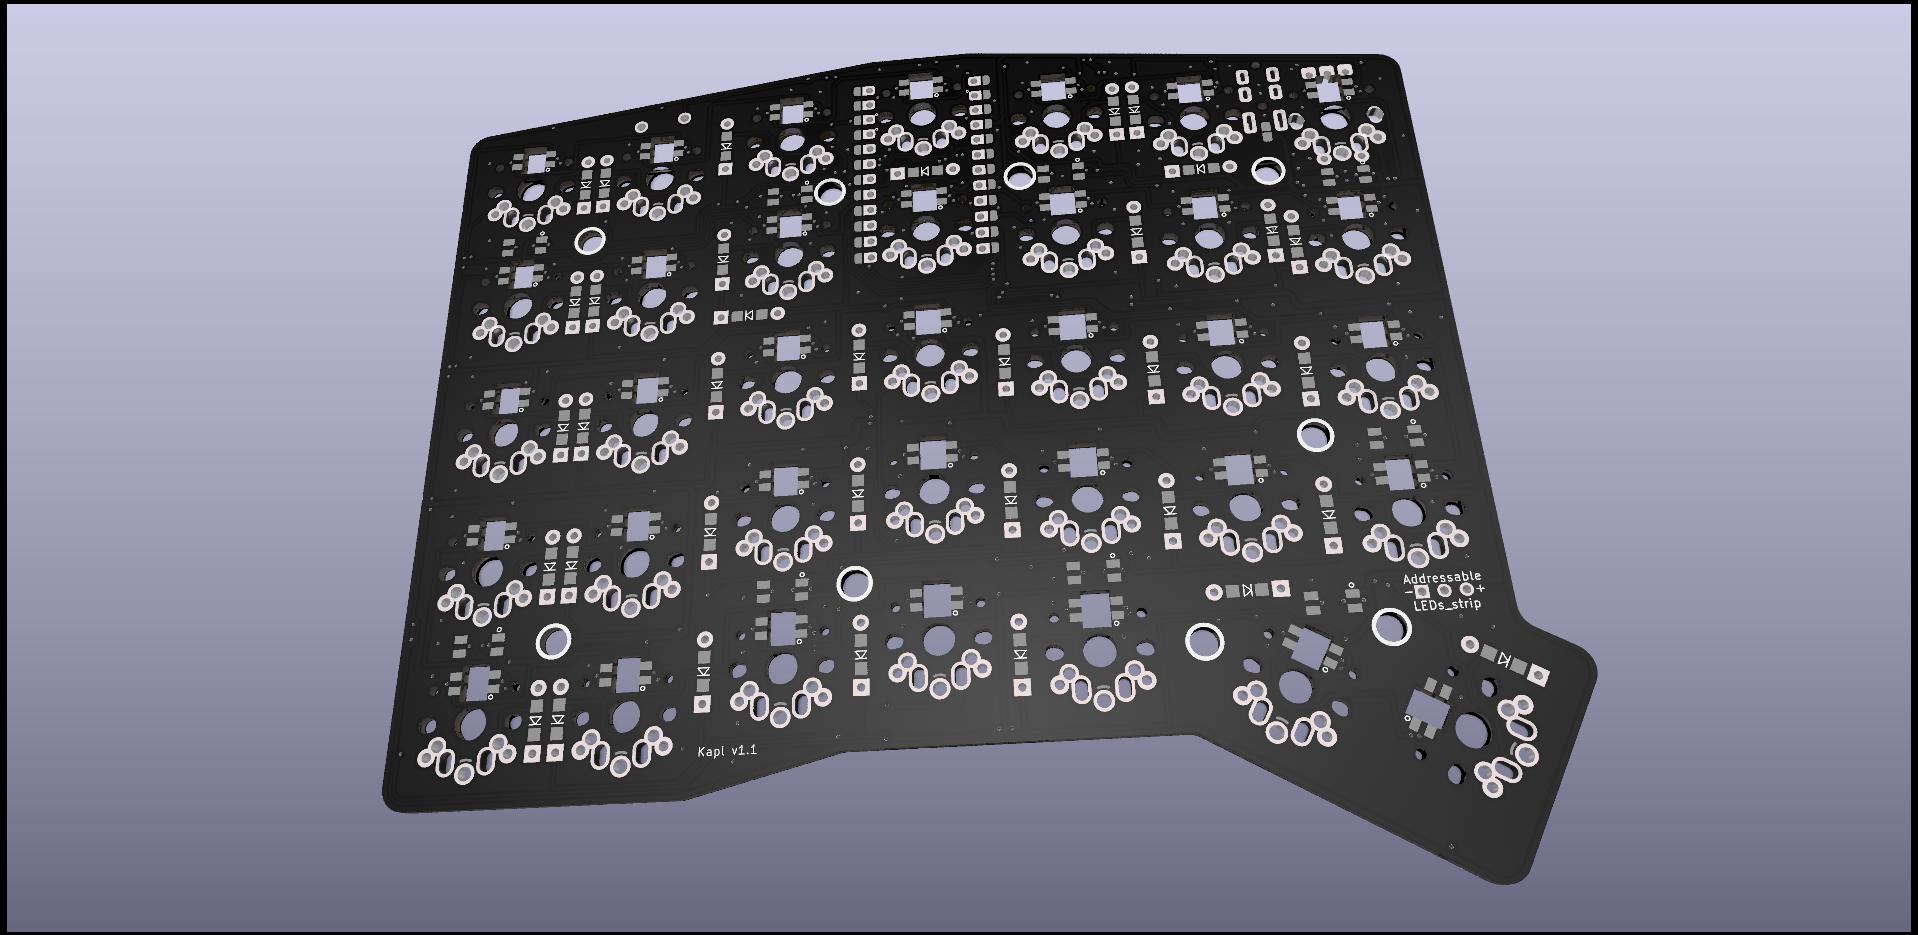 Addressable
- +
LEDs_strip
Kapl v1.1